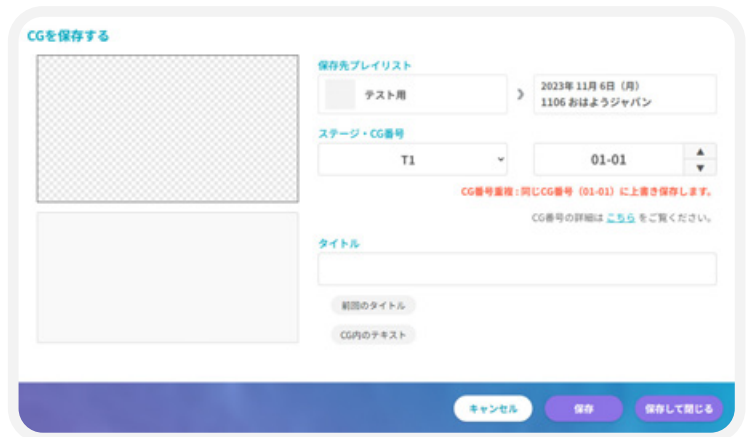 CGを保存する
保存先プレイリスト
テスト用
2023年 11月 6日（月）
1106 おはようジャパン
ステージ・CG番号
T1
01-01
CG番号重複：同じCG番号（01-01）に上書き保存します。
CG番号の詳細は こちら をご覧ください。
タイトル
前回のタイトル
CG内のテキスト
キャンセル
保存
保存して閉じる